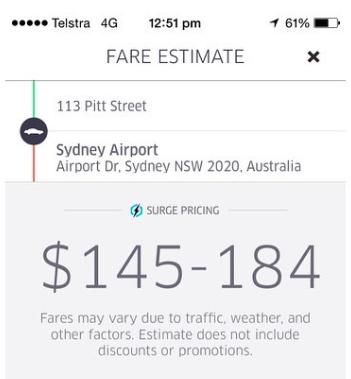 Telstra 4G 12:51 pm 61%
FARE ESTIMATE ×
113 Pitt Street
Sydney Airport
Airport Dr, Sydney NSW 2020, Australia
SURGE PRICING
$145-184
Fares may vary due to traffic, weather, and
other factors. Estimate does not include
discounts or promotions.